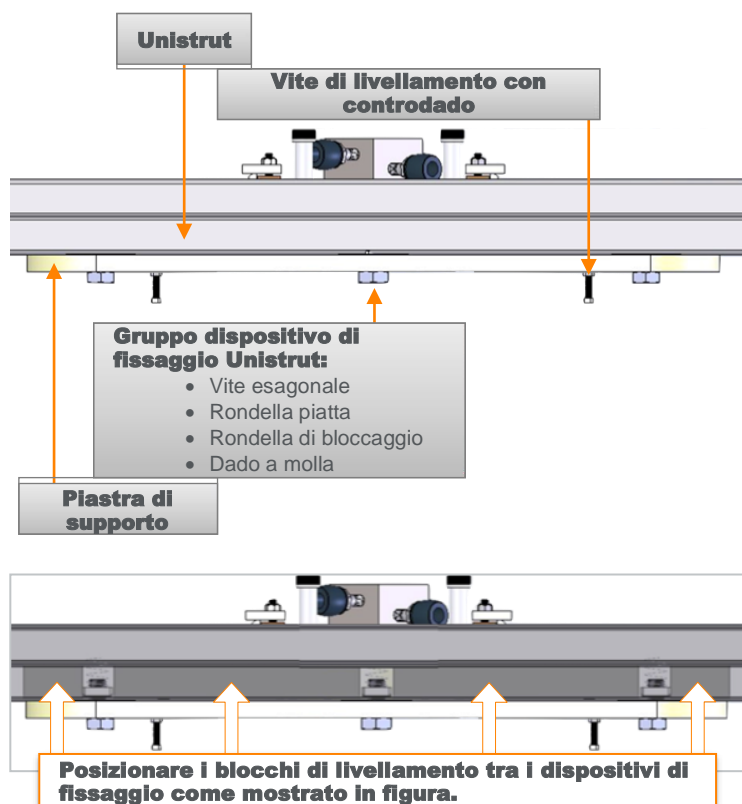 Unistrut
Vite di livellamento con
controdado
Gruppo dispositivo di
fissaggio Unistrut:
• Vite esagonale
• Rondella piatta
• Rondella di bloccaggio
• Dado a molla
Piastra di
supporto
Posizionare i blocchi di livellamento tra i dispositivi di
fissaggio come mostrato in figura.